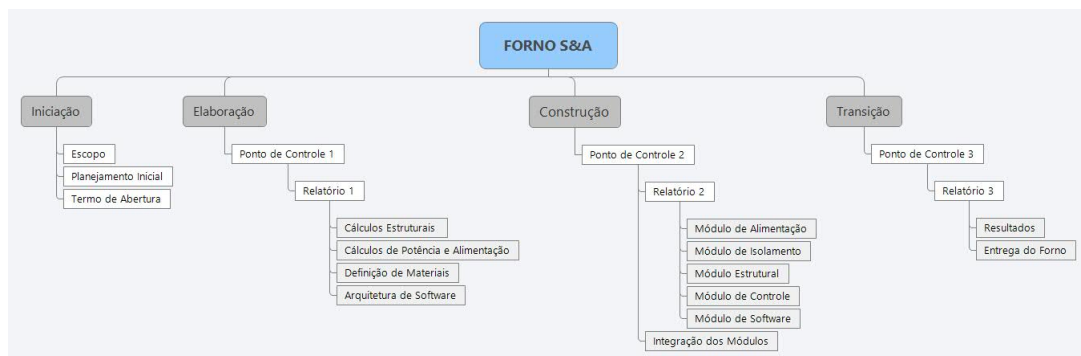 FORNO S&A
Iniciação
Escopo
Planejamento Inicial
Termo de Abertura
Elaboração
Ponto de Controle 1
Relatório 1
Cálculos Estruturais
Cálculos de Potência e Alimentação
Definição de Materiais
Arquitetura de Software
Construção
Ponto de Controle 2
Relatório 2
Módulo de Alimentação
Módulo de Isolamento
Módulo Estrutural
Módulo de Controle
Módulo de Software
Integração dos Módulos
Transição
Ponto de Controle 3
Relatório 3
Resultados
Entrega do Forno